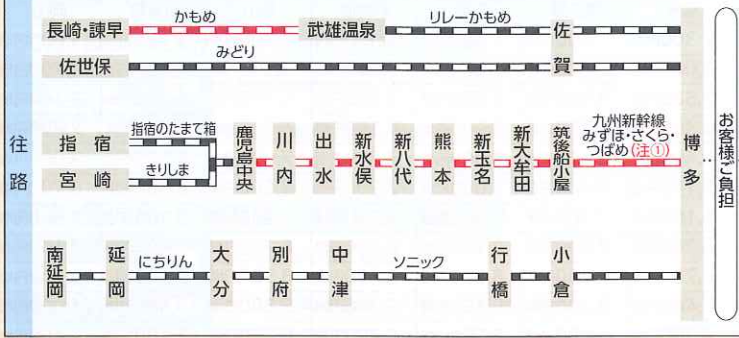 往路
かもめ
リレーかもめ
長崎・諫早
武雄温泉
佐賀
みどり
佐世保
指宿のたまて箱
指宿
きりしま
宮崎
鹿児島中央
川内
出水
新水俣
新八代
熊本
新玉名
新大牟田
筑後船小屋
九州新幹線
みずほ・さくら・
つばめ(注①)
博多
お客様ご負担
南延岡
延岡
にちりん
大分
別府
中津
ソニック
行橋
小倉